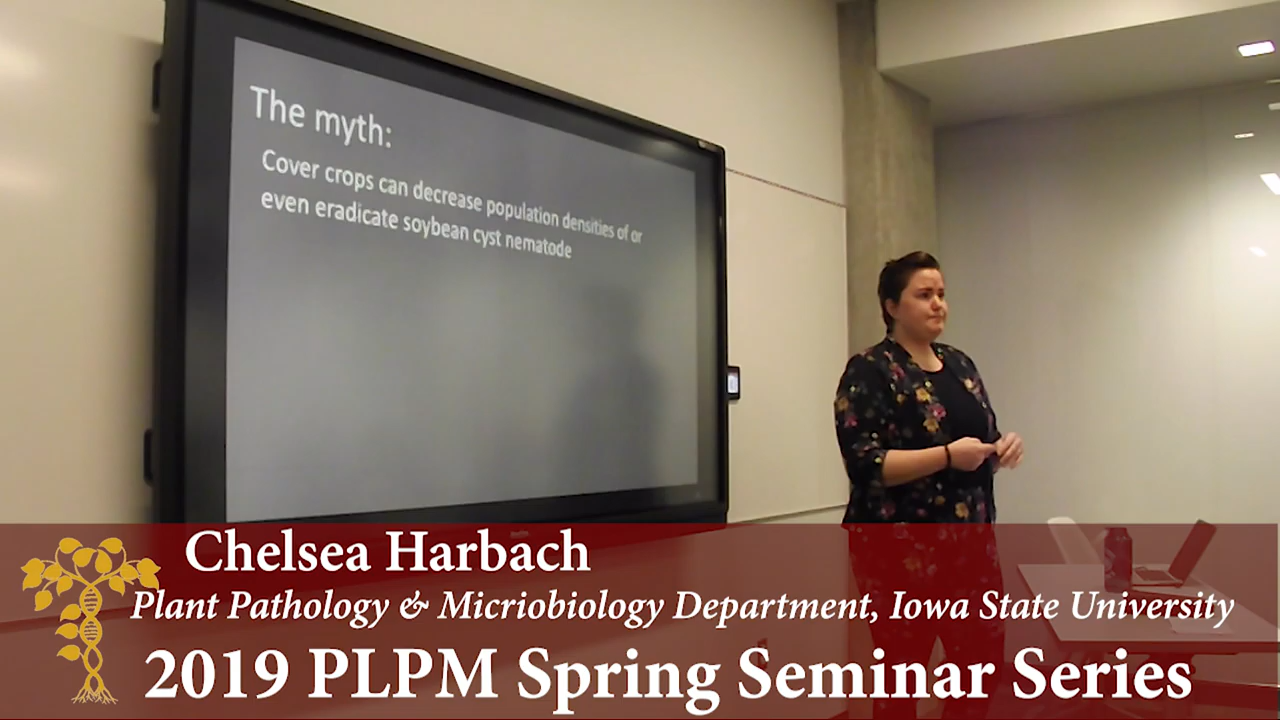 The myth:
Cover crops can decrease population densities of or
even eradicate soybean cyst nematode
Chelsea Harbach
Plant Pathology & Micriobiology Department, Iowa State University
2019 PLPM Spring Seminar Series